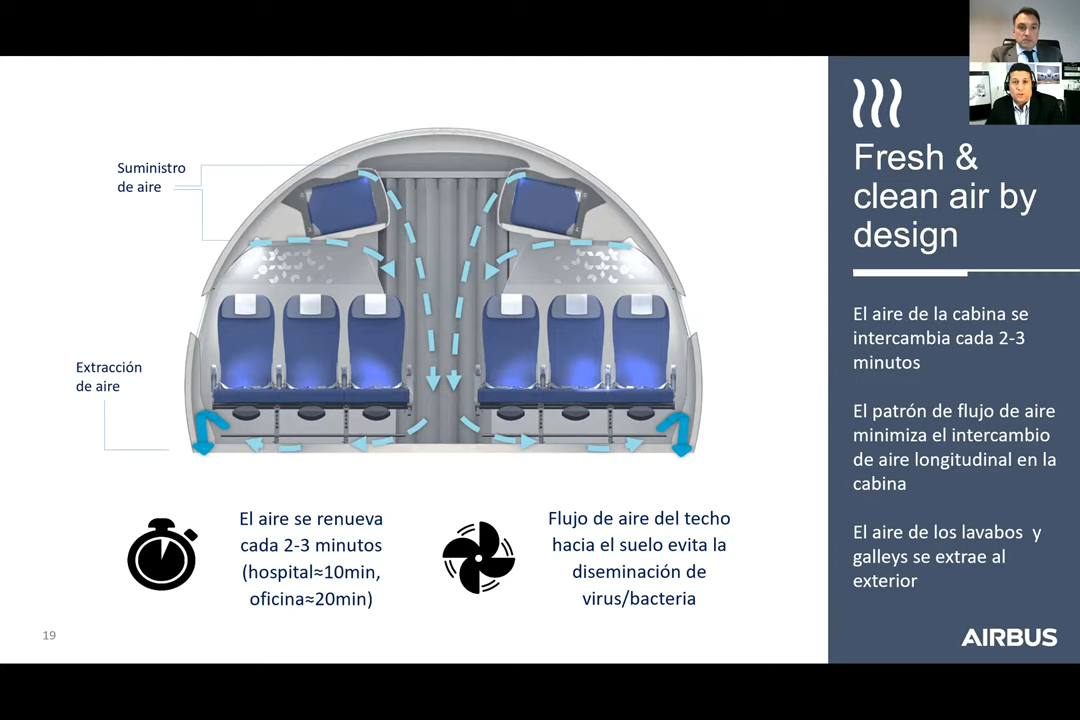 Suministro
de aire
Extracción
de aire
El aire se renueva
cada 2-3 minutos
(hospital≈10min,
oficina≈20min)
Flujo de aire del techo
hacia el suelo evita la
diseminación de
virus/bacteria
19
Fresh &
clean air by
design
El aire de la cabina se
intercambia cada 2-3
minutos
El patrón de flujo de aire
minimiza el intercambio
de aire longitudinal en la
cabina
El aire de los lavabos y
galleys se extrae al
exterior
AIRBUS